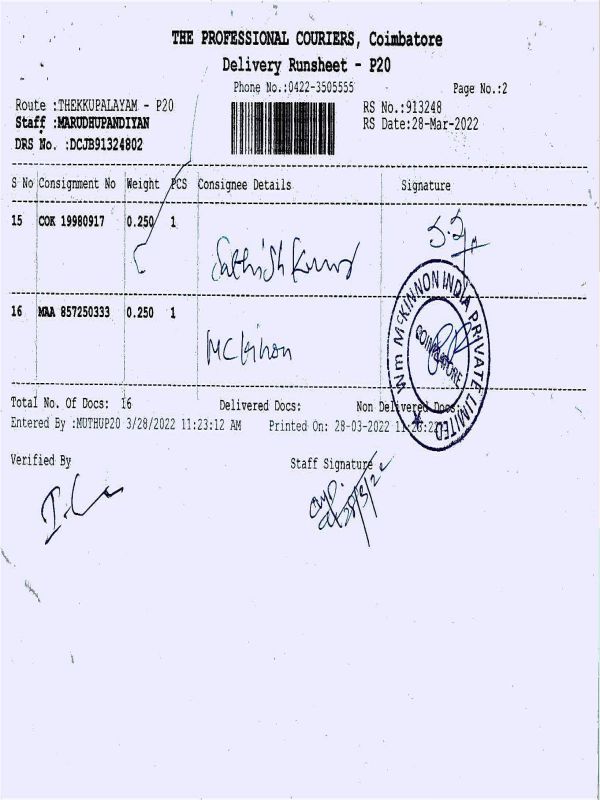 THE PROFESSIONAL COURIERS, Coimbatore
Delivery Runsheet - P20
Phone No.:0422-3505555 Page No.:2
Route :THEKKUPALAYAM - P20 RS No.:913248
Staff :MARUDHUPANDIYAN RS Date:28-Mar-2022
DRS No. :DCJB91324802
S No Consignment No Weight PCS Consignee Details Signature
15 COK 19980917 0.250 1
Sathish Kumar
16 MAA 857250333 0.250 1
McKinon
Wm MCKINNON INDIA PRIVATE LIMITED
COIMBATORE
Total No. Of Docs: 16 Delivered Docs: Non Delivered Docs:
Entered By :MUTHUP20 3/28/2022 11:23:12 AM Printed On: 28-03-2022
Verified By Staff Signature